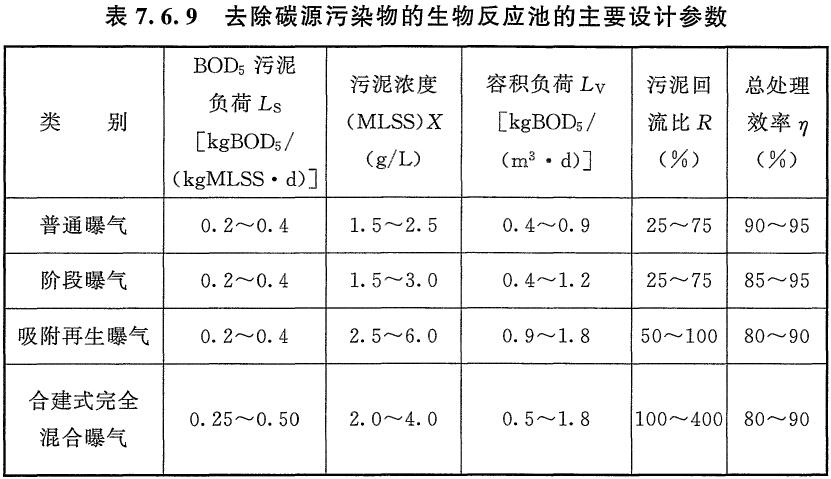 表 7.6.9 去除碳源污染物的生物反应池的主要设计参数
类 别
BOD₅ 污泥
负荷 Lₛ
[kgBOD₅/
(kgMLSS·d)]
污泥浓度
(MLSS)X
(g/L)
容积负荷 Lᵥ
[kgBOD₅/
(m³·d)]
污泥回
流比 R
(%)
总处理
效率 η
(%)
普通曝气 0.2～0.4 1.5～2.5 0.4～0.9 25～75 90～95
阶段曝气 0.2～0.4 1.5～3.0 0.4～1.2 25～75 85～95
吸附再生曝气 0.2～0.4 2.5～6.0 0.9～1.8 50～100 80～90
合建式完全
混合曝气
0.25～0.50 2.0～4.0 0.5～1.8 100～400 80～90